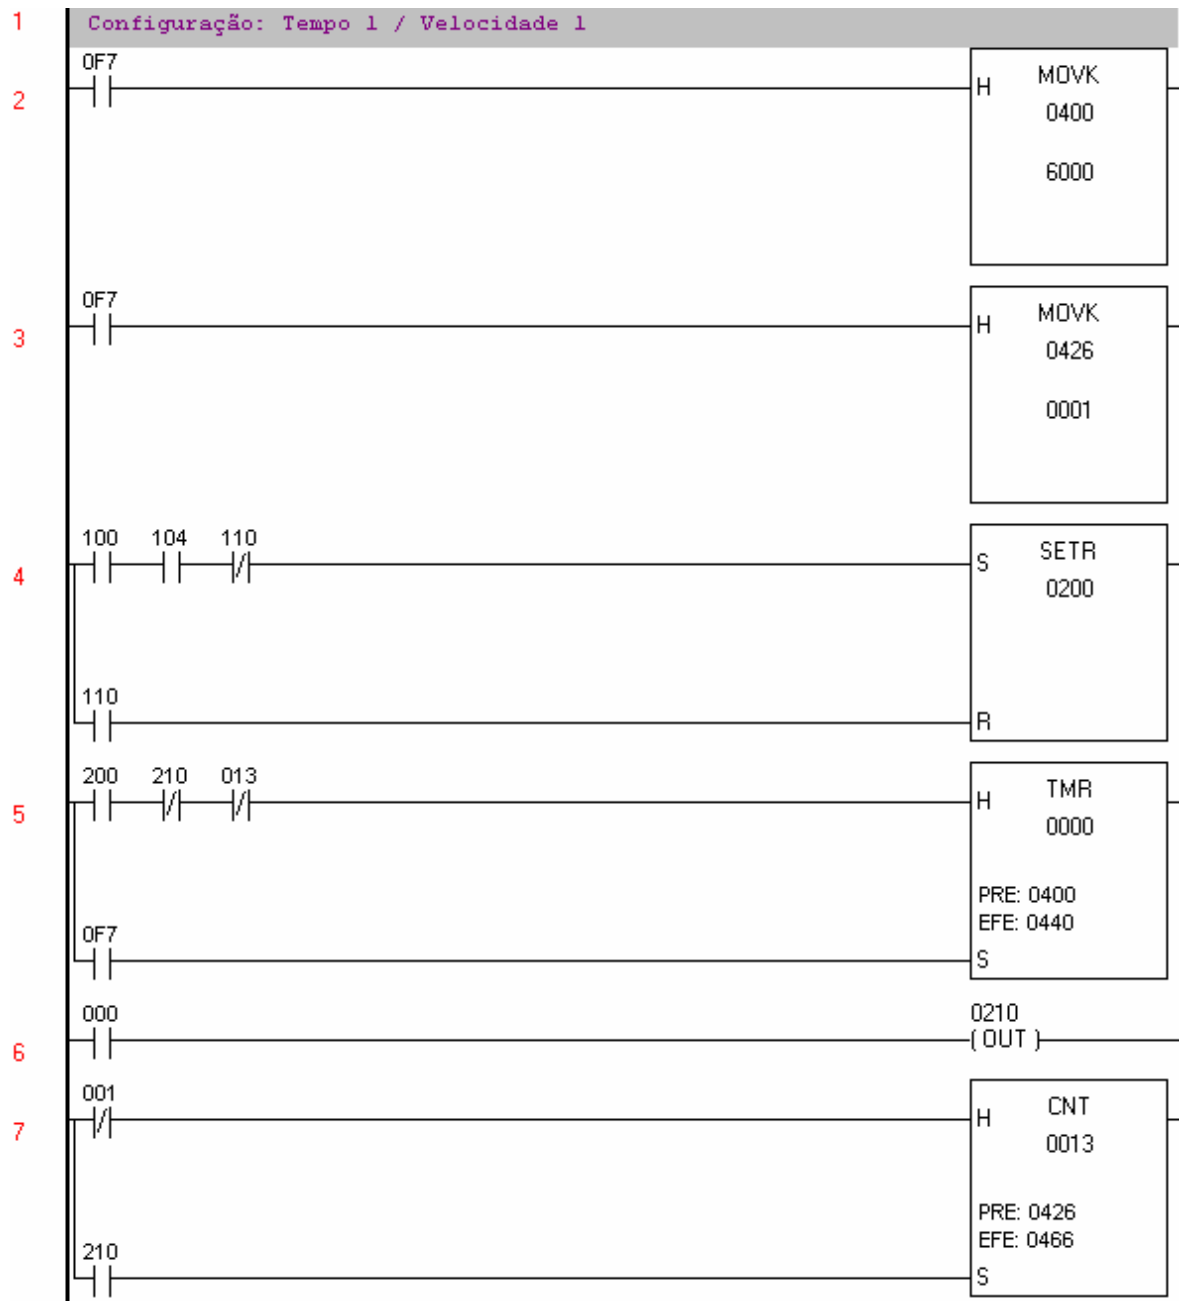 1 Configuração: Tempo 1 / Velocidade 1
0F7
2 H MOVK
0400
6000
0F7
3 H MOVK
0426
0001
100 104 110
4 S SETR
0200
110
R
200 210 013
5 H TMR
0000
PRE: 0400
EFE: 0440
0F7
S
000 0210
6 ( OUT )
001
7 H CNT
0013
PRE: 0426
EFE: 0466
210
S